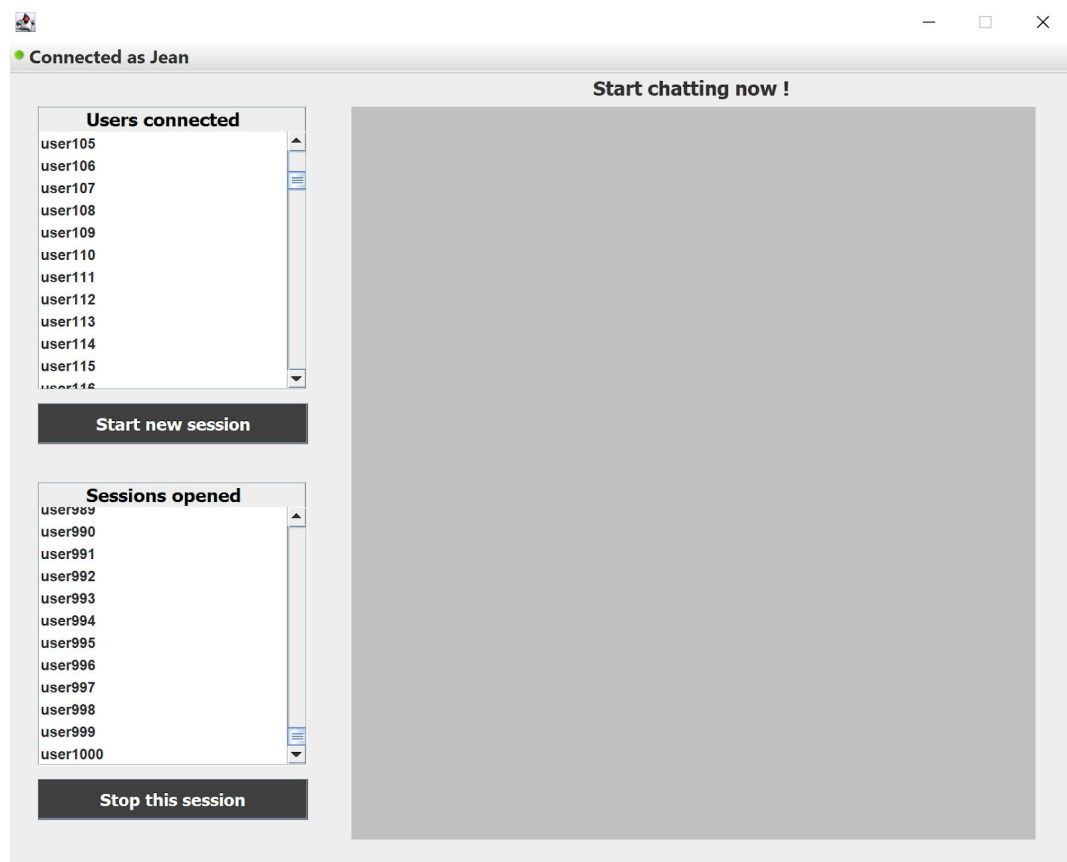 Connected as Jean
Start chatting now !
Users connected
user105
user106
user107
user108
user109
user110
user111
user112
user113
user114
user115
user116
Start new session
Sessions opened
user989
user990
user991
user992
user993
user994
user995
user996
user997
user998
user999
user1000
Stop this session